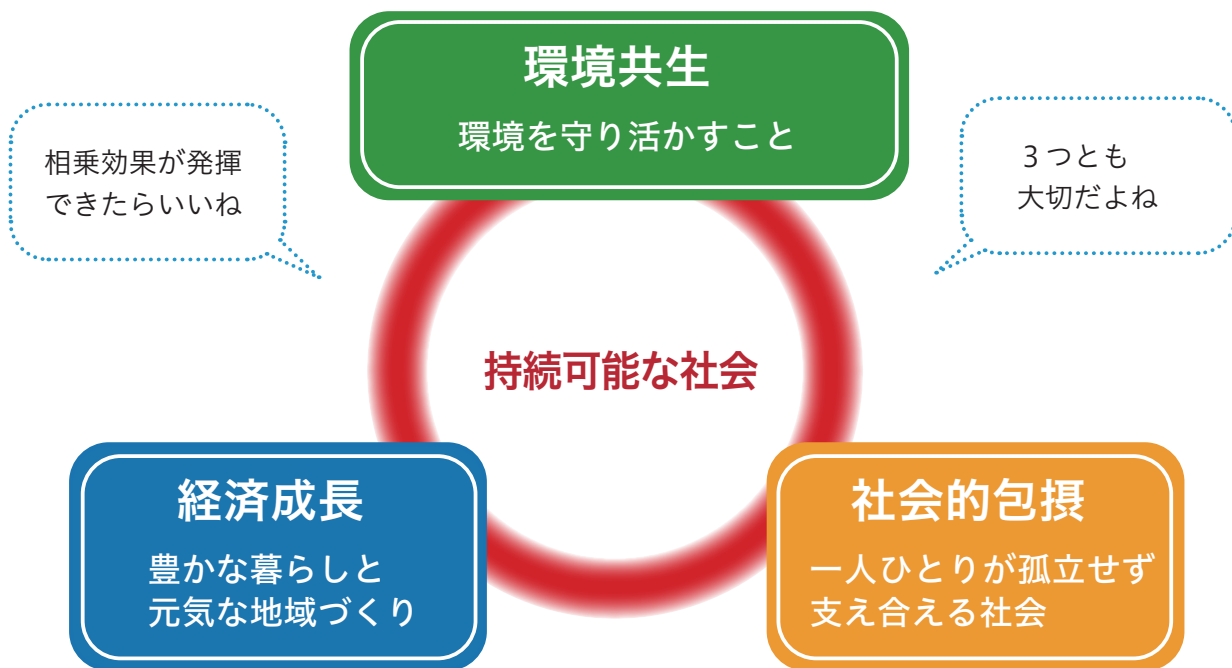 環境共生
環境を守り活かすこと
相乗効果が発揮
できたらいいね
３つとも
大切だよね
持続可能な社会
経済成長
豊かな暮らしと
元気な地域づくり
社会的包摂
一人ひとりが孤立せず
支え合える社会